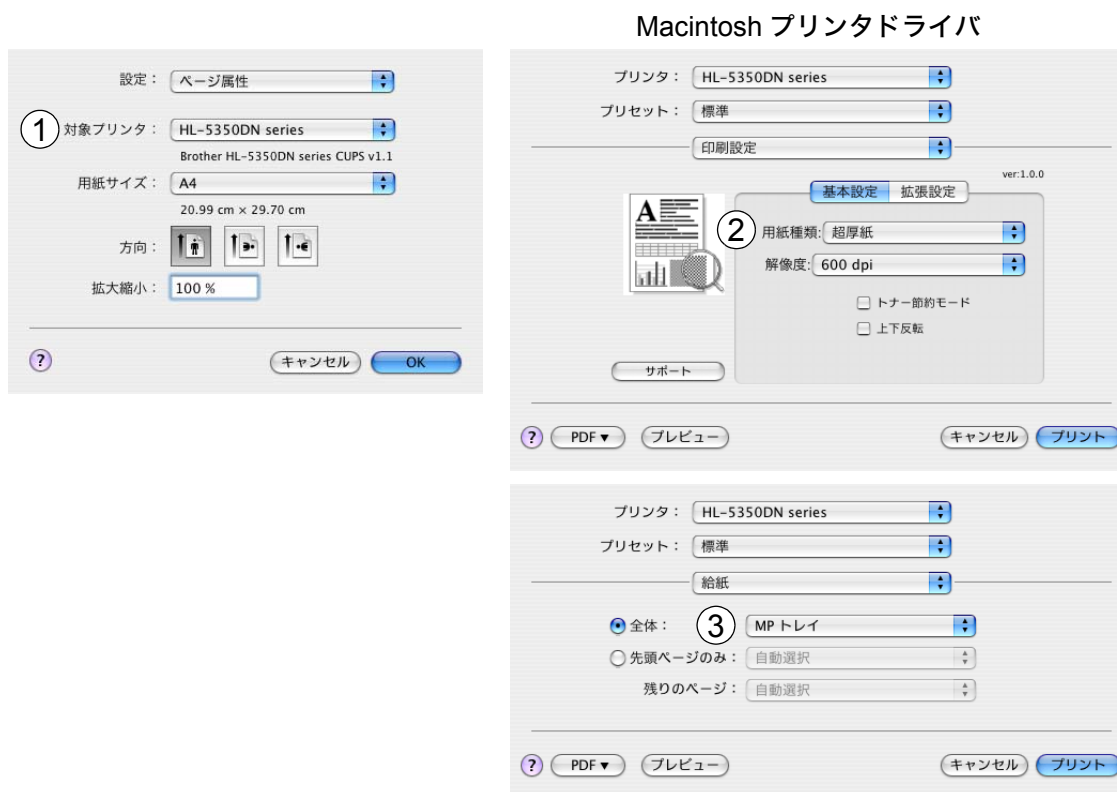 Macintosh プリンタドライバ
設定： ページ属性
① 対象プリンタ： HL-5350DN series
Brother HL-5350DN series CUPS v1.1
用紙サイズ： A4
20.99 cm × 29.70 cm
方向：
拡大縮小： 100 %
? キャンセル OK
プリンタ： HL-5350DN series
プリセット： 標準
印刷設定
ver:1.0.0
基本設定 拡張設定
A
② 用紙種類: 超厚紙
解像度: 600 dpi
トナー節約モード
上下反転
サポート
? PDF▼ プレビュー キャンセル プリント
プリンタ： HL-5350DN series
プリセット： 標準
給紙
全体： ③ MP トレイ
先頭ページのみ： 自動選択
残りのページ： 自動選択
? PDF▼ プレビュー キャンセル プリント